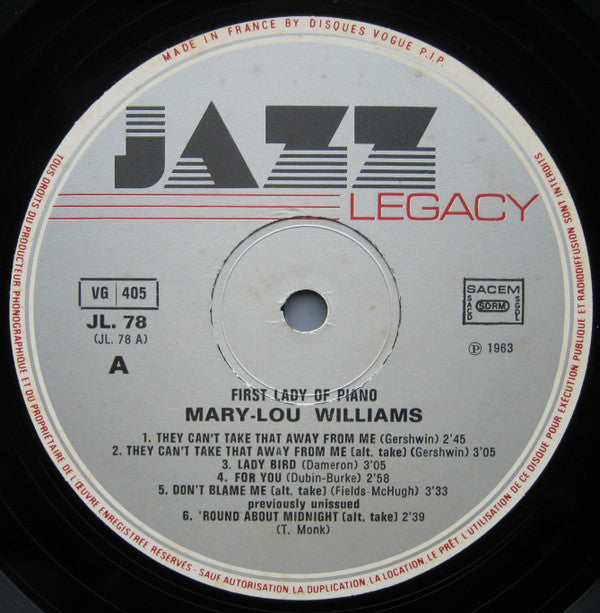 MADE IN FRANCE BY DISQUES VOGUE P.I.P.
JAZZ
LEGACY
VG | 405
JL. 78
(JL. 78 A)
A
SACEM
SACD SDRM SGDL
℗ 1963
FIRST LADY OF PIANO
MARY-LOU WILLIAMS
1. THEY CAN'T TAKE THAT AWAY FROM ME (Gershwin) 2'45
2. THEY CAN'T TAKE THAT AWAY FROM ME (alt. take) (Gershwin) 3'05
3. LADY BIRD (Dameron) 3'05
4. FOR YOU (Dubin-Burke) 2'58
5. DON'T BLAME ME (alt. take) (Fields-McHugh) 3'33
previously unissued
6. 'ROUND ABOUT MIDNIGHT (alt. take) 2'39
(T. Monk)
TOUS DROITS DU PRODUCTEUR PHONOGRAPHIQUE ET DU PROPRIÉTAIRE DE L'ŒUVRE ENREGISTRÉE RÉSERVÉS - SAUF AUTORISATION, LA DUPLICATION, LA LOCATION, LE PRÊT, L'UTILISATION DE CE DISQUE POUR EXÉCUTION PUBLIQUE ET RADIODIFFUSION SONT INTERDITS